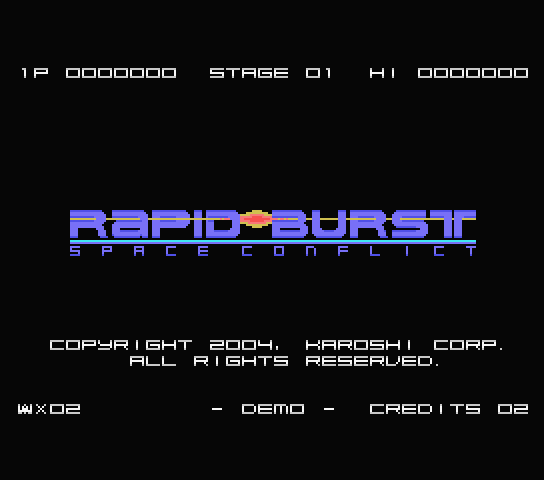 1P 0000000 STAGE 01 HI 0000000
RAPID BURST
SPACE CONFLICT
COPYRIGHT 2004, KAROSHI CORP.
ALL RIGHTS RESERVED.
x02 - DEMO - CREDITS 02